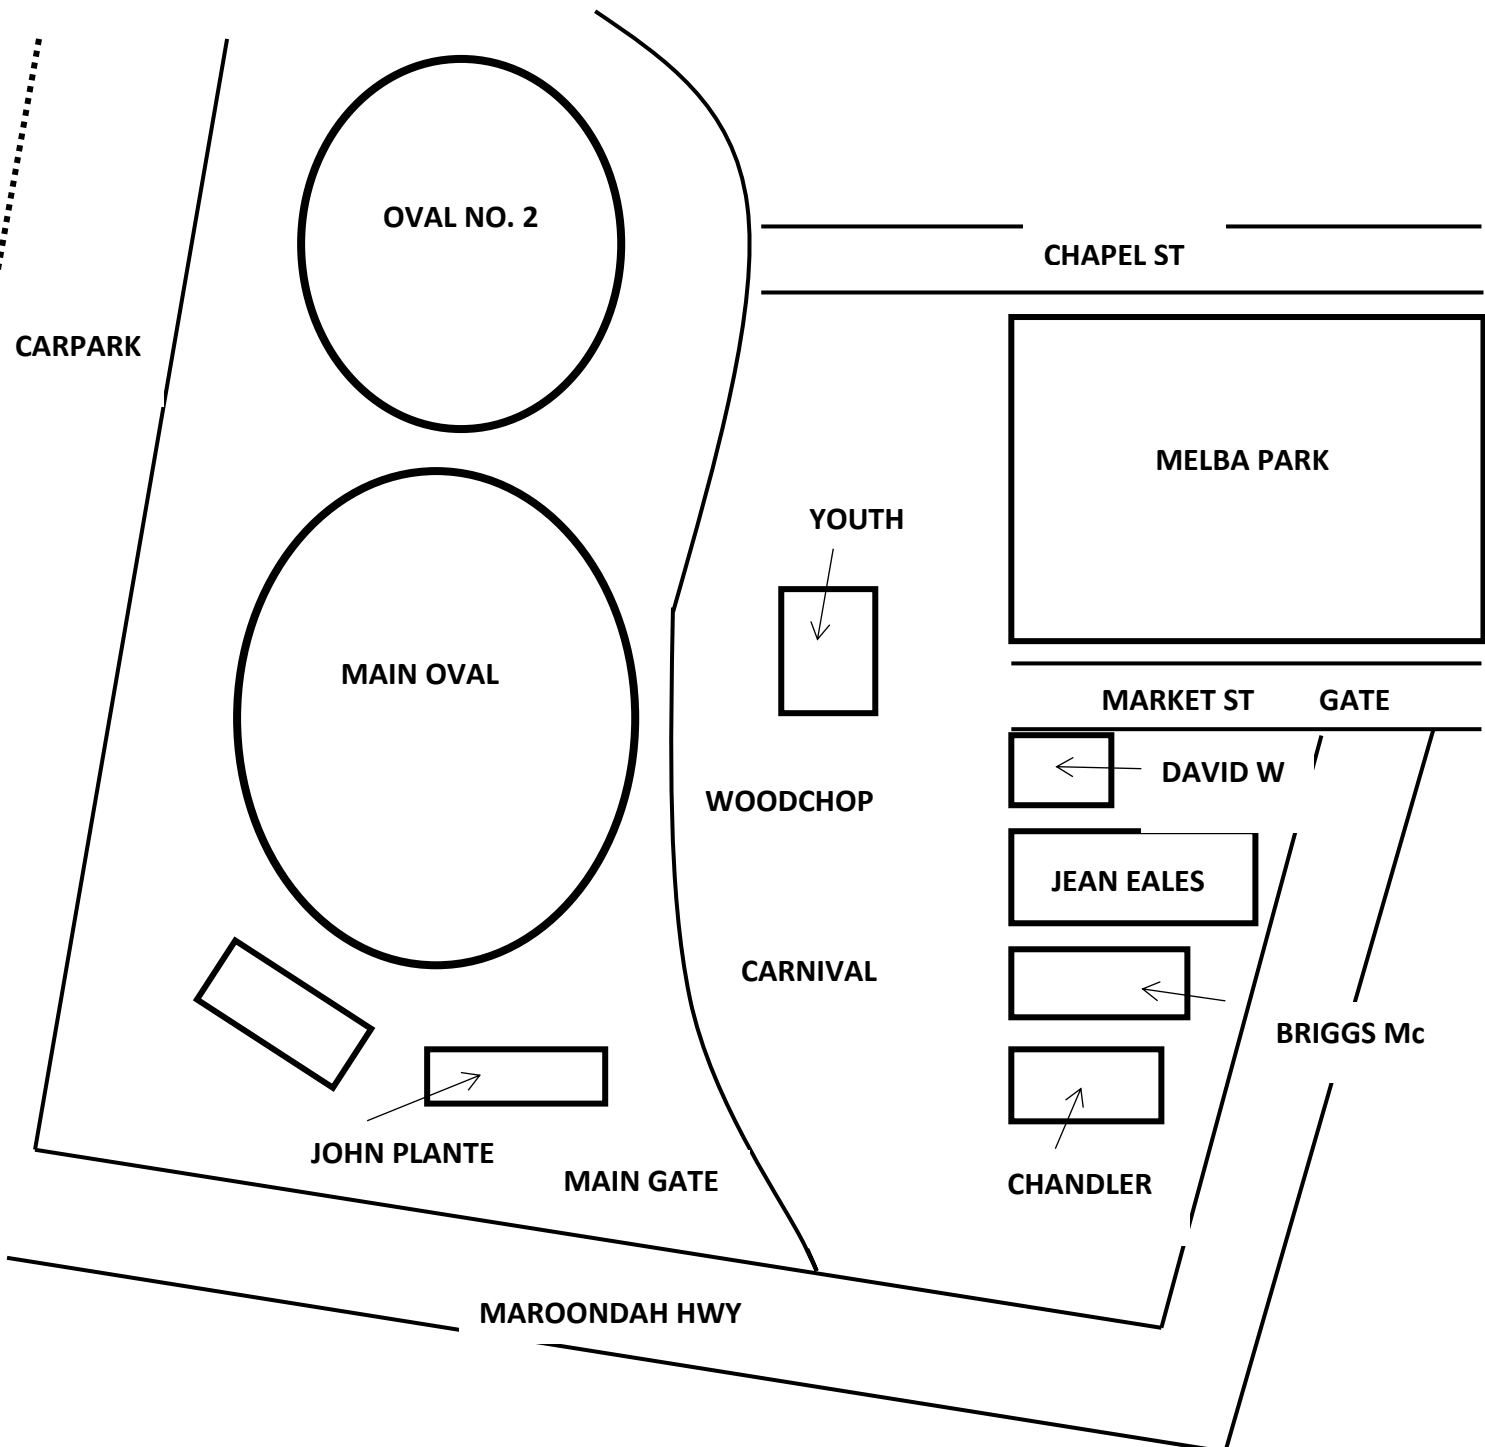 OVAL NO. 2
CHAPEL ST
CARPARK
MELBA PARK
YOUTH
MAIN OVAL
MARKET ST GATE
DAVID W
WOODCHOP
JEAN EALES
CARNIVAL
BRIGGS Mc
JOHN PLANTE
MAIN GATE
CHANDLER
MAROONDAH HWY